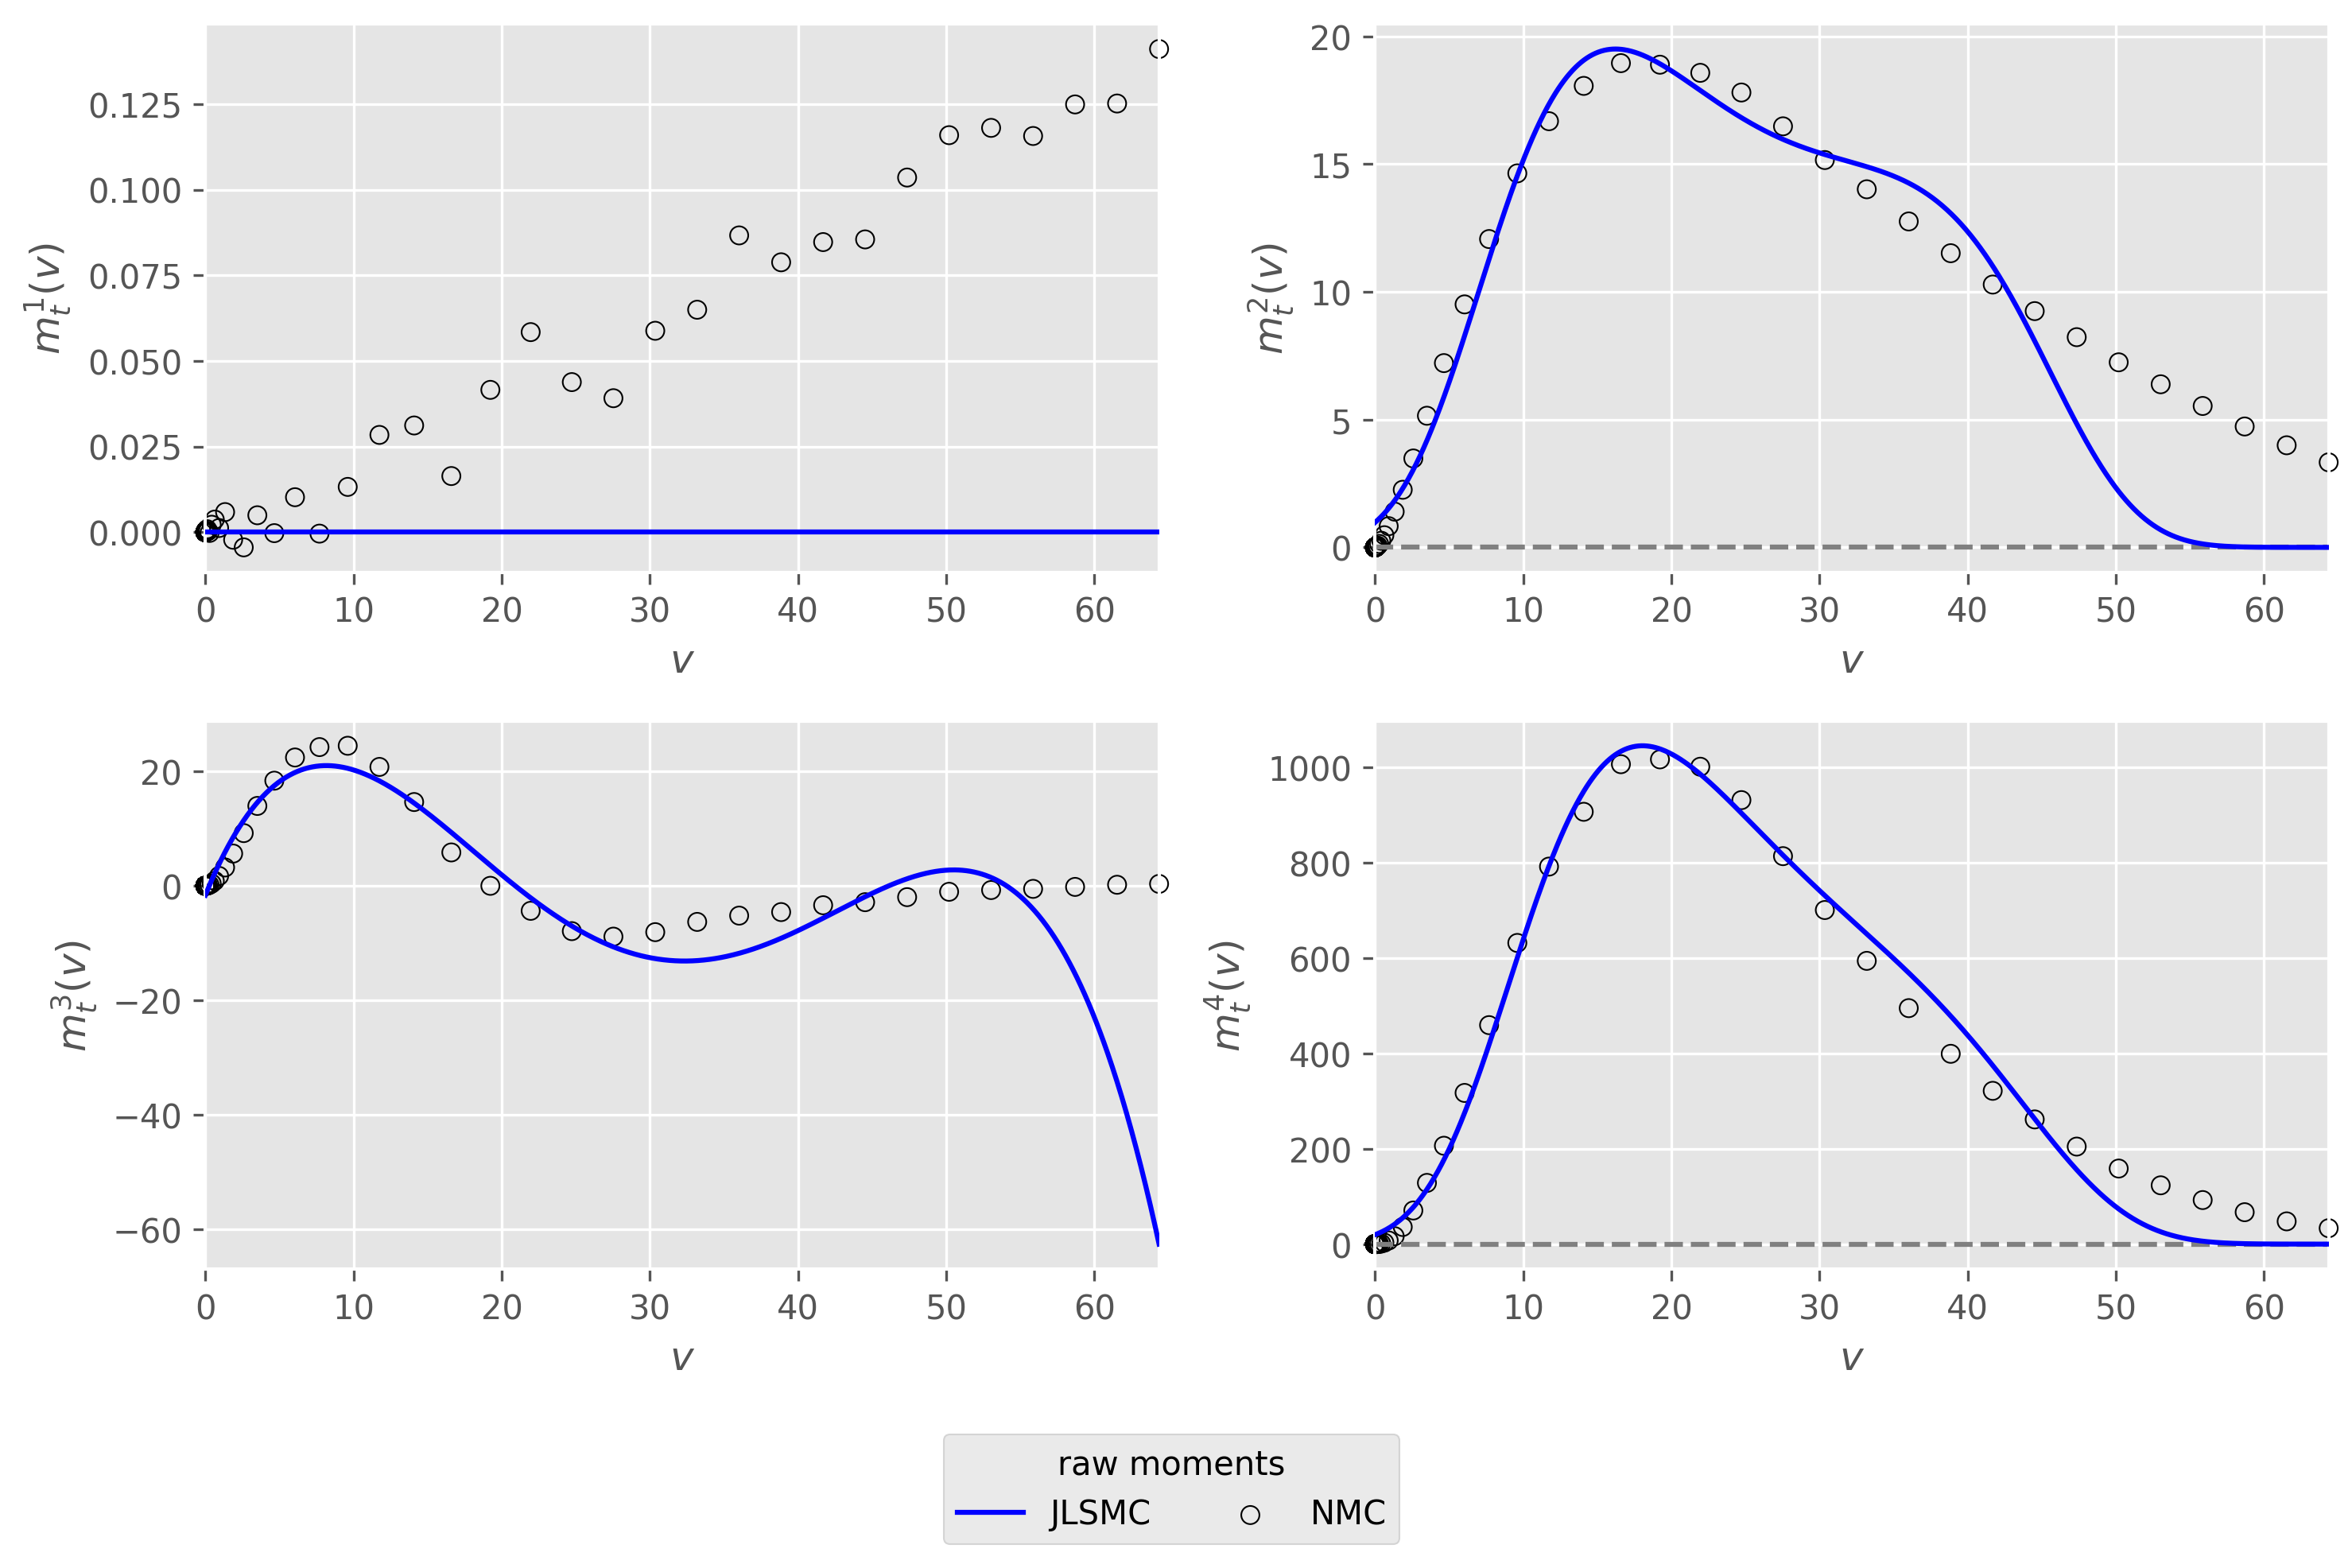 0.125
0.100
0.075
0.050
0.025
0.000
m_t^1(v)
0 10 20 30 40 50 60
v
20
15
10
5
0
m_t^2(v)
0 10 20 30 40 50 60
v
20
0
−20
−40
−60
m_t^3(v)
0 10 20 30 40 50 60
v
1000
800
600
400
200
0
m_t^4(v)
0 10 20 30 40 50 60
v
raw moments
JLSMC NMC